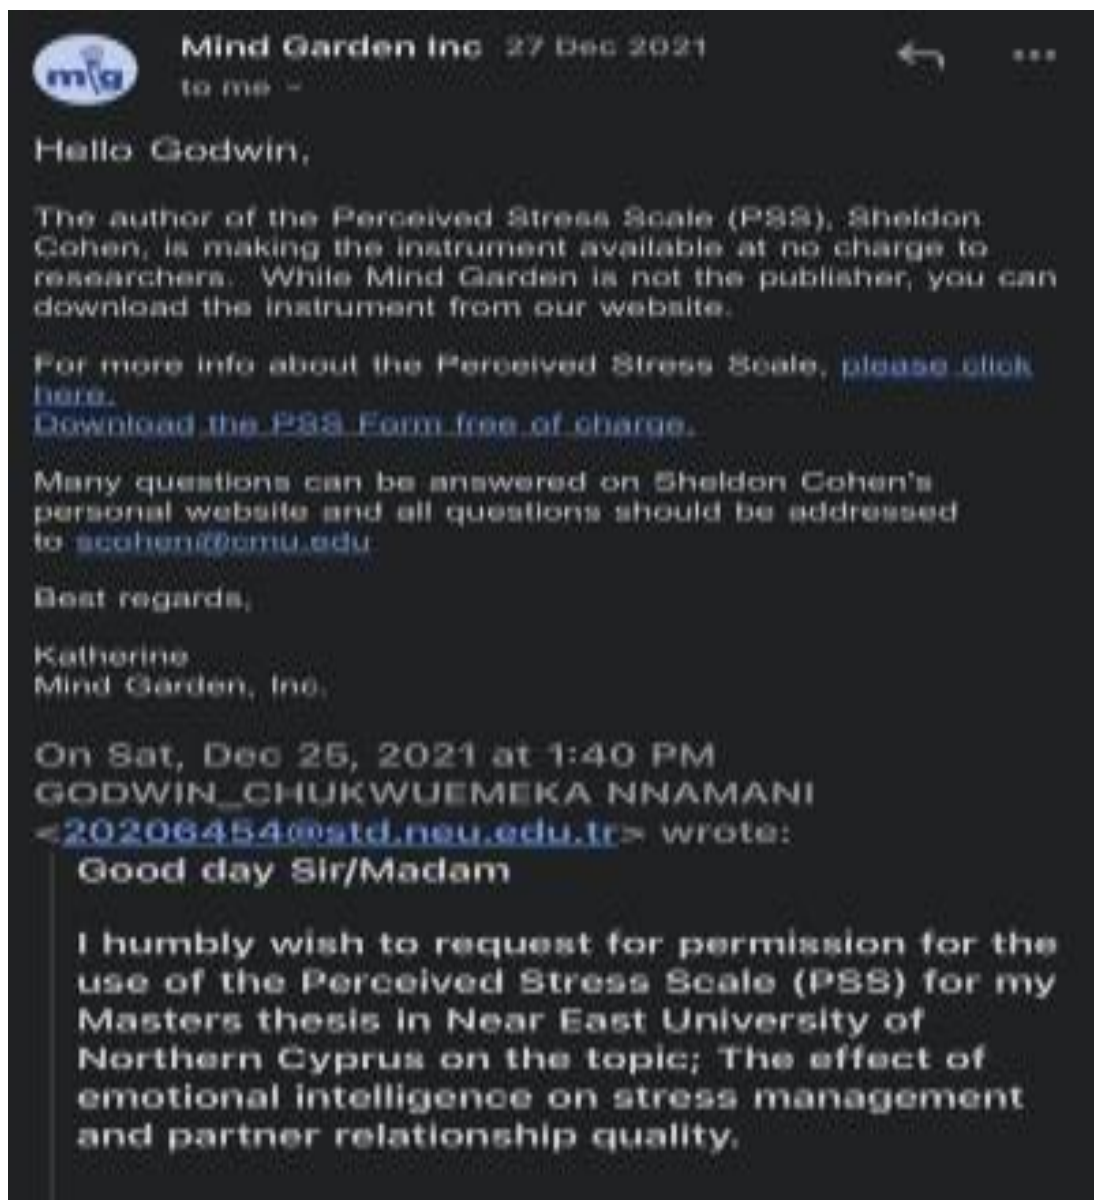 mig
Mind Garden Inc 27 Dec 2021
to me
Hello Godwin,
The author of the Perceived Stress Scale (PSS), Sheldon
Cohen, is making the instrument available at no charge to
researchers. While Mind Garden is not the publisher, you can
download the instrument from our website.
For more info about the Perceived Stress Scale, please click
here.
Download the PSS Form free of charge.
Many questions can be answered on Sheldon Cohen's
personal website and all questions should be addressed
to scohen@cmu.edu
Best regards,
Katherine
Mind Garden, Inc.
On Sat, Dec 25, 2021 at 1:40 PM
GODWIN_CHUKWUEMEKA NNAMANI
<20206454@std.neu.edu.tr> wrote:
Good day Sir/Madam
I humbly wish to request for permission for the
use of the Perceived Stress Scale (PSS) for my
Masters thesis in Near East University of
Northern Cyprus on the topic; The effect of
emotional intelligence on stress management
and partner relationship quality.